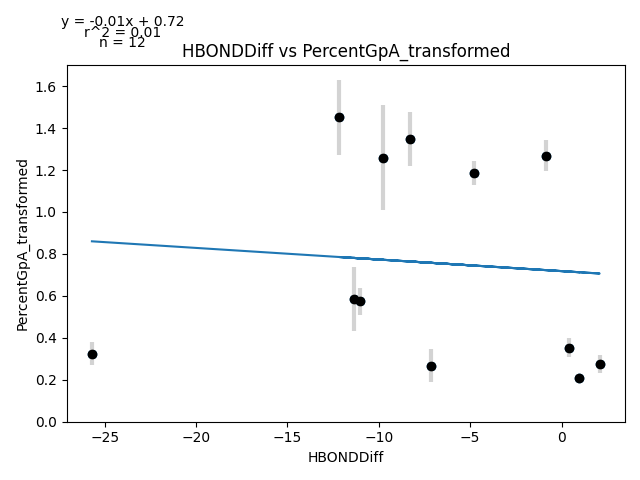 y = -0.01x + 0.72
r^2 = 0.01
n = 12
HBONDDiff vs PercentGpA_transformed
PercentGpA_transformed
1.6
1.4
1.2
1.0
0.8
0.6
0.4
0.2
0.0
−25
−20
−15
−10
−5
0
HBONDDiff